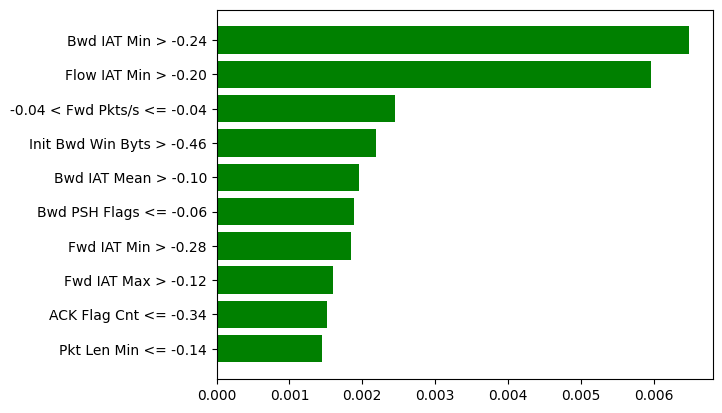 Bwd IAT Min > -0.24
Flow IAT Min > -0.20
-0.04 < Fwd Pkts/s <= -0.04
Init Bwd Win Byts > -0.46
Bwd IAT Mean > -0.10
Bwd PSH Flags <= -0.06
Fwd IAT Min > -0.28
Fwd IAT Max > -0.12
ACK Flag Cnt <= -0.34
Pkt Len Min <= -0.14
0.000 0.001 0.002 0.003 0.004 0.005 0.006